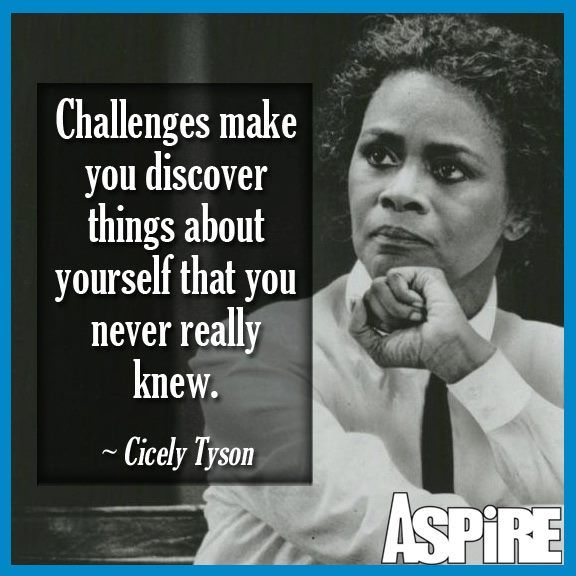 Challenges make
you discover
things about
yourself that you
never really
knew.
~ Cicely Tyson
ASPiRE